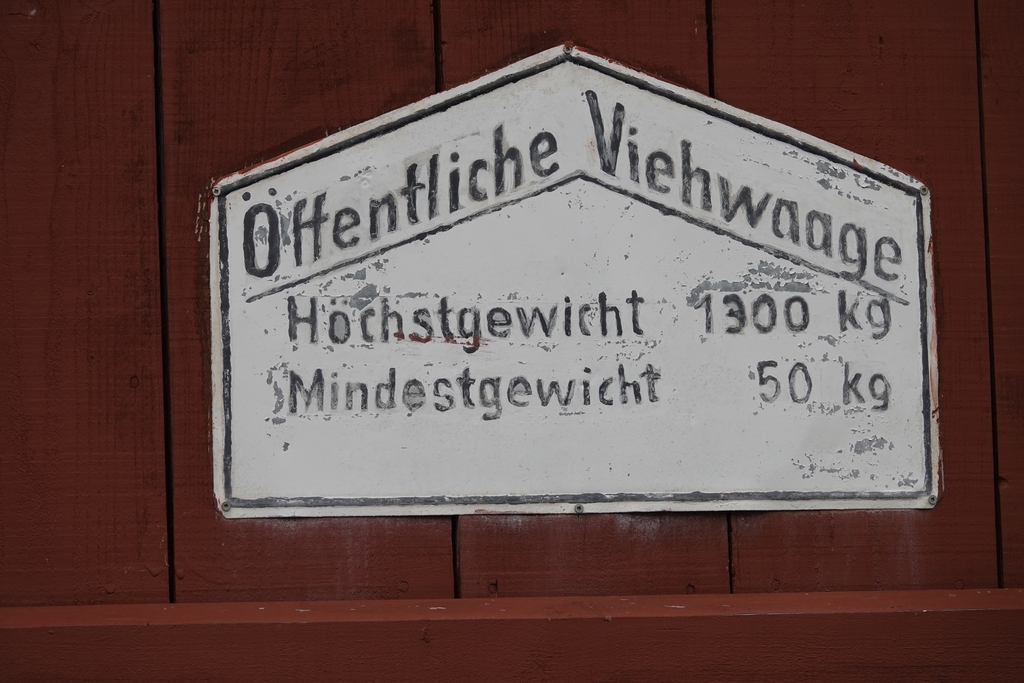 Öffentliche Viehwaage
Höchstgewicht 1300 kg
Mindestgewicht 50 kg